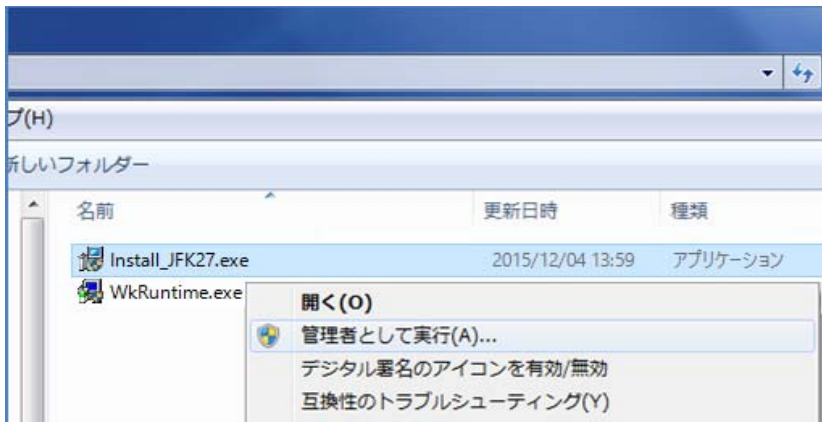 プ(H)
新しいフォルダー
名前 更新日時 種類
Install_JFK27.exe 2015/12/04 13:59 アプリケーション
WkRuntime.exe
開く(O)
管理者として実行(A)...
デジタル署名のアイコンを有効/無効
互換性のトラブルシューティング(Y)